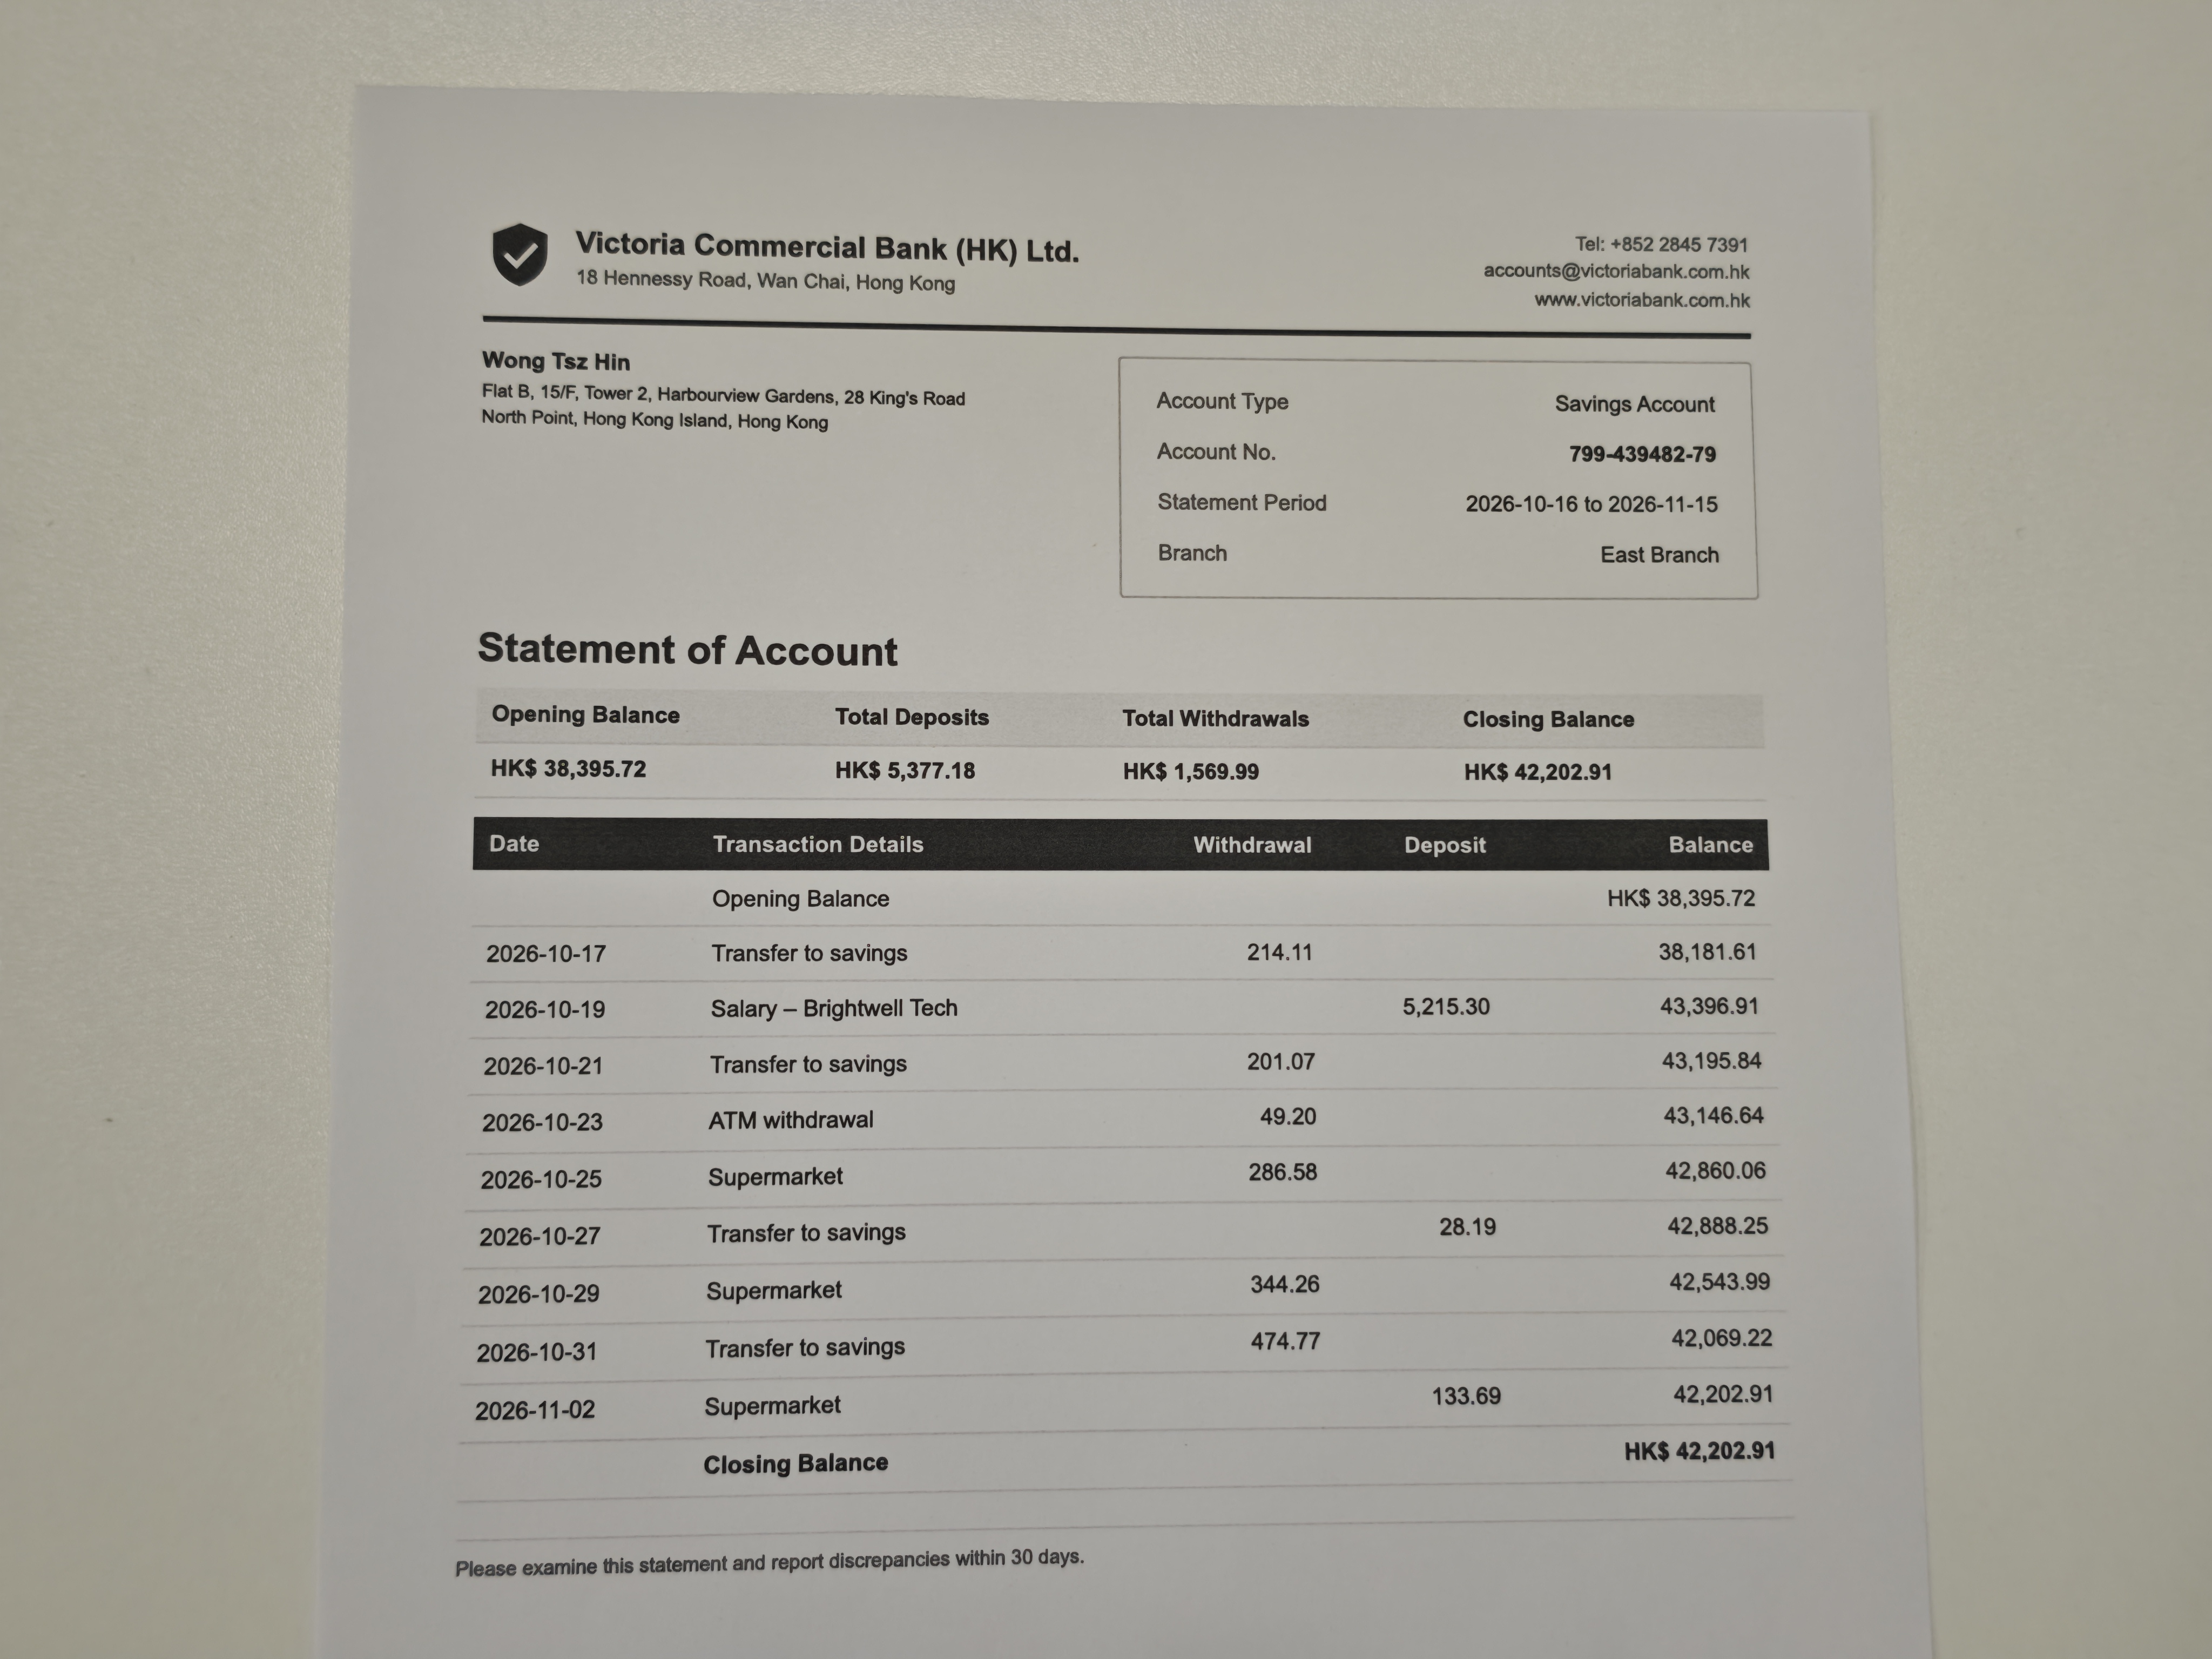 Victoria Commercial Bank (HK) Ltd.
18 Hennessy Road, Wan Chai, Hong Kong
Tel: +852 2845 7391
accounts@victoriabank.com.hk
www.victoriabank.com.hk
Wong Tsz Hin
Flat B, 15/F, Tower 2, Harbourview Gardens, 28 King's Road
North Point, Hong Kong Island, Hong Kong
Account Type Savings Account
Account No. 799-439482-79
Statement Period 2026-10-16 to 2026-11-15
Branch East Branch
Statement of Account
Opening Balance Total Deposits Total Withdrawals Closing Balance
HK$ 38,395.72 HK$ 5,377.18 HK$ 1,569.99 HK$ 42,202.91
Date Transaction Details Withdrawal Deposit Balance
Opening Balance HK$ 38,395.72
2026-10-17 Transfer to savings 214.11 38,181.61
2026-10-19 Salary – Brightwell Tech 5,215.30 43,396.91
2026-10-21 Transfer to savings 201.07 43,195.84
2026-10-23 ATM withdrawal 49.20 43,146.64
2026-10-25 Supermarket 286.58 42,860.06
2026-10-27 Transfer to savings 28.19 42,888.25
2026-10-29 Supermarket 344.26 42,543.99
2026-10-31 Transfer to savings 474.77 42,069.22
2026-11-02 Supermarket 133.69 42,202.91
Closing Balance HK$ 42,202.91
Please examine this statement and report discrepancies within 30 days.